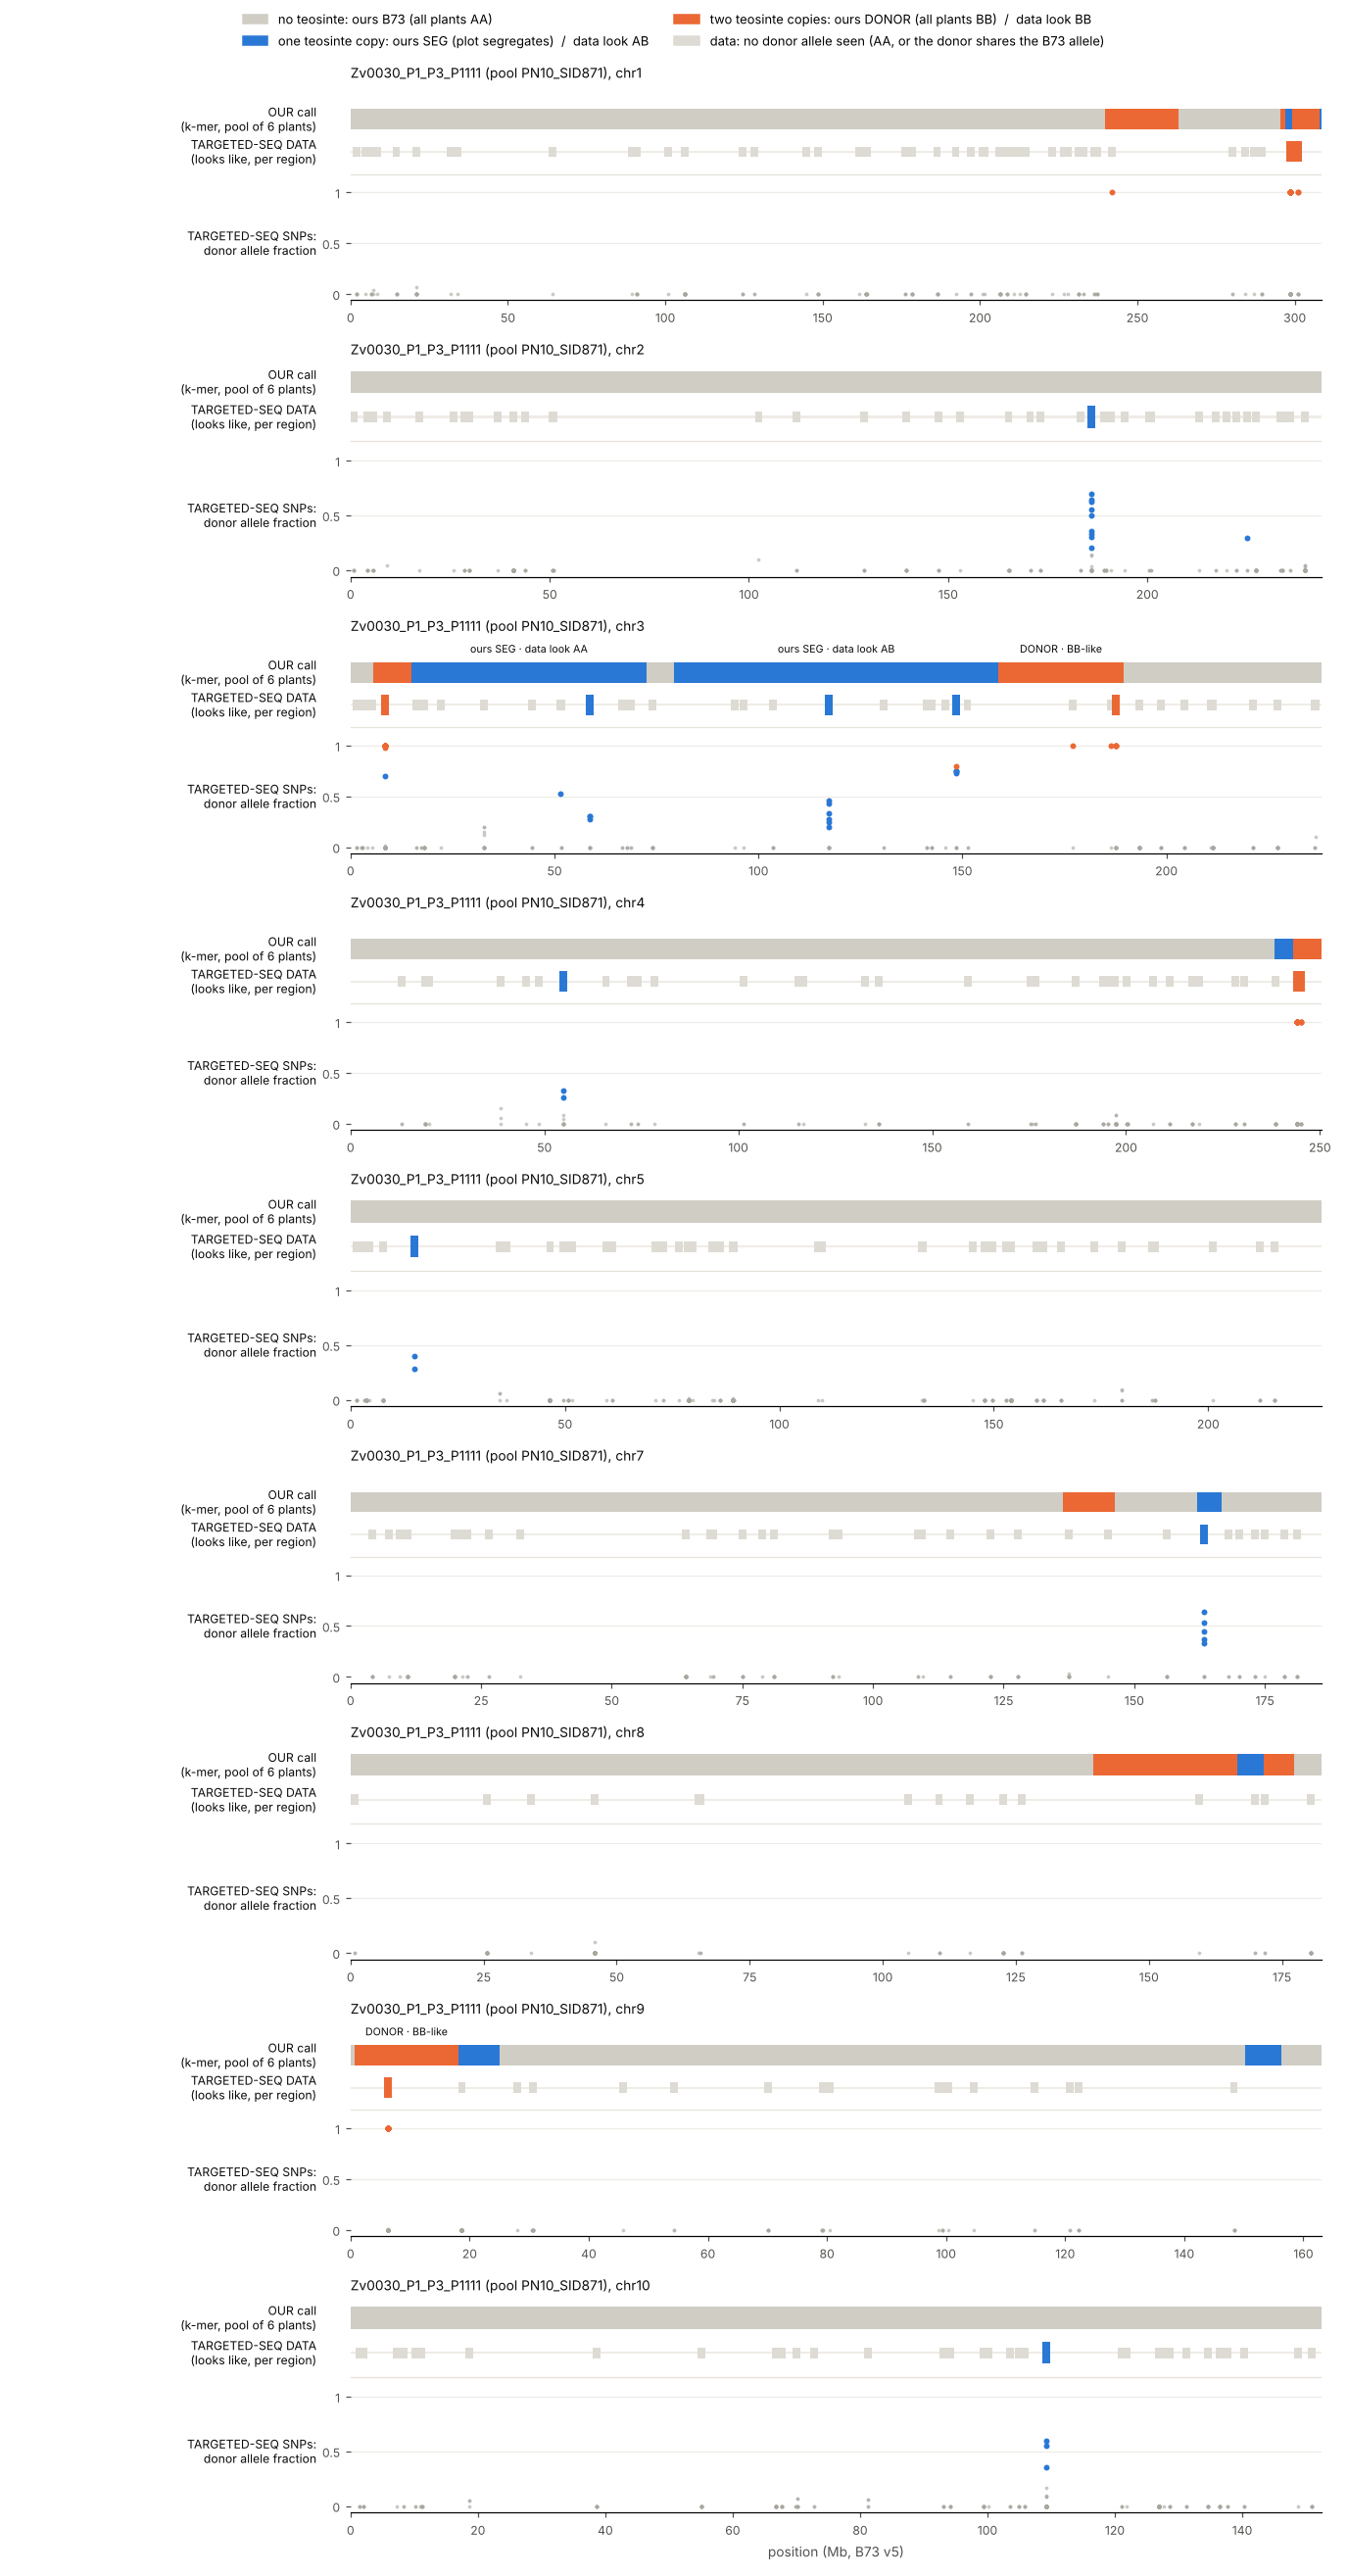 no teosinte: ours B73 (all plants AA)
two teosinte copies: ours DONOR (all plants BB)  /  data look BB
one teosinte copy: ours SEG (plot segregates)  /  data look AB
data: no donor allele seen (AA, or the donor shares the B73 allele)
Zv0030_P1_P3_P1111 (pool PN10_SID871), chr1
OUR call
(k-mer, pool of 6 plants)
TARGETED-SEQ DATA
(looks like, per region)
1
TARGETED-SEQ SNPs:
donor allele fraction
0.5
0
0 50 100 150 200 250 300
Zv0030_P1_P3_P1111 (pool PN10_SID871), chr2
OUR call
(k-mer, pool of 6 plants)
TARGETED-SEQ DATA
(looks like, per region)
1
TARGETED-SEQ SNPs:
donor allele fraction
0.5
0
0 50 100 150 200
Zv0030_P1_P3_P1111 (pool PN10_SID871), chr3
ours SEG · data look AA
ours SEG · data look AB
DONOR · BB-like
OUR call
(k-mer, pool of 6 plants)
TARGETED-SEQ DATA
(looks like, per region)
1
TARGETED-SEQ SNPs:
donor allele fraction
0.5
0
0 50 100 150 200
Zv0030_P1_P3_P1111 (pool PN10_SID871), chr4
OUR call
(k-mer, pool of 6 plants)
TARGETED-SEQ DATA
(looks like, per region)
1
TARGETED-SEQ SNPs:
donor allele fraction
0.5
0
0 50 100 150 200 250
Zv0030_P1_P3_P1111 (pool PN10_SID871), chr5
OUR call
(k-mer, pool of 6 plants)
TARGETED-SEQ DATA
(looks like, per region)
1
TARGETED-SEQ SNPs:
donor allele fraction
0.5
0
0 50 100 150 200
Zv0030_P1_P3_P1111 (pool PN10_SID871), chr7
OUR call
(k-mer, pool of 6 plants)
TARGETED-SEQ DATA
(looks like, per region)
1
TARGETED-SEQ SNPs:
donor allele fraction
0.5
0
0 25 50 75 100 125 150 175
Zv0030_P1_P3_P1111 (pool PN10_SID871), chr8
OUR call
(k-mer, pool of 6 plants)
TARGETED-SEQ DATA
(looks like, per region)
1
TARGETED-SEQ SNPs:
donor allele fraction
0.5
0
0 25 50 75 100 125 150 175
Zv0030_P1_P3_P1111 (pool PN10_SID871), chr9
DONOR · BB-like
OUR call
(k-mer, pool of 6 plants)
TARGETED-SEQ DATA
(looks like, per region)
1
TARGETED-SEQ SNPs:
donor allele fraction
0.5
0
0 20 40 60 80 100 120 140 160
Zv0030_P1_P3_P1111 (pool PN10_SID871), chr10
OUR call
(k-mer, pool of 6 plants)
TARGETED-SEQ DATA
(looks like, per region)
1
TARGETED-SEQ SNPs:
donor allele fraction
0.5
0
0 20 40 60 80 100 120 140
position (Mb, B73 v5)